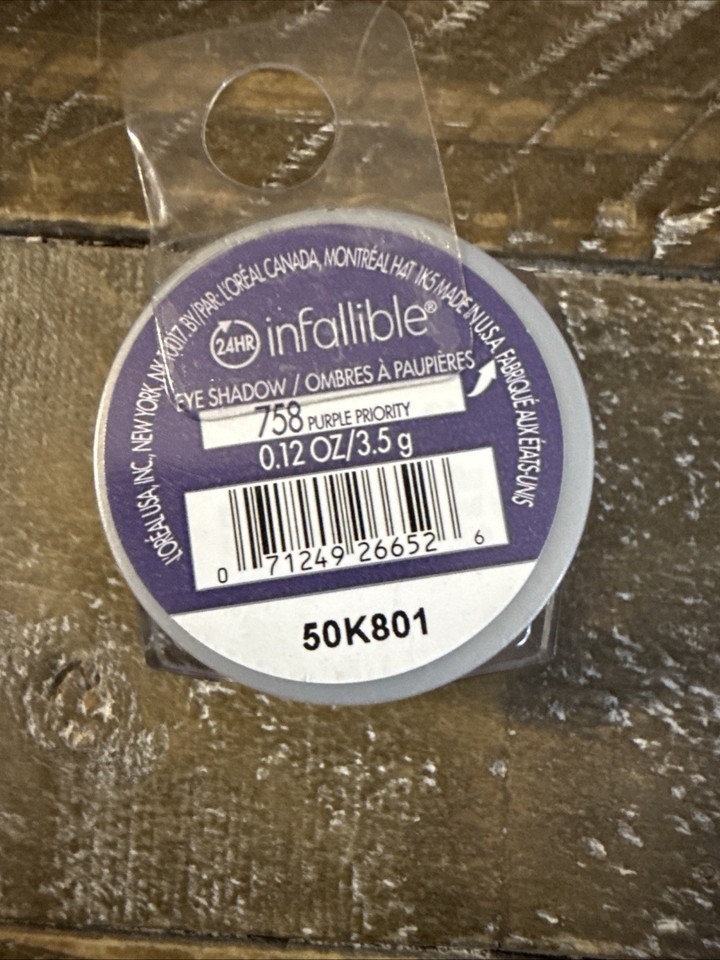 L'ORÉAL USA, INC., NEW YORK, NY 10017. BY/PAR: L'ORÉAL CANADA, MONTRÉAL H4T 1K5 MADE IN U.S.A. FABRIQUÉ AUX ÉTATS-UNIS
24HR infallible®
EYE SHADOW / OMBRES À PAUPIÈRES
758 PURPLE PRIORITY
0.12 OZ/3.5 g
0 71249 26652 6
50K801